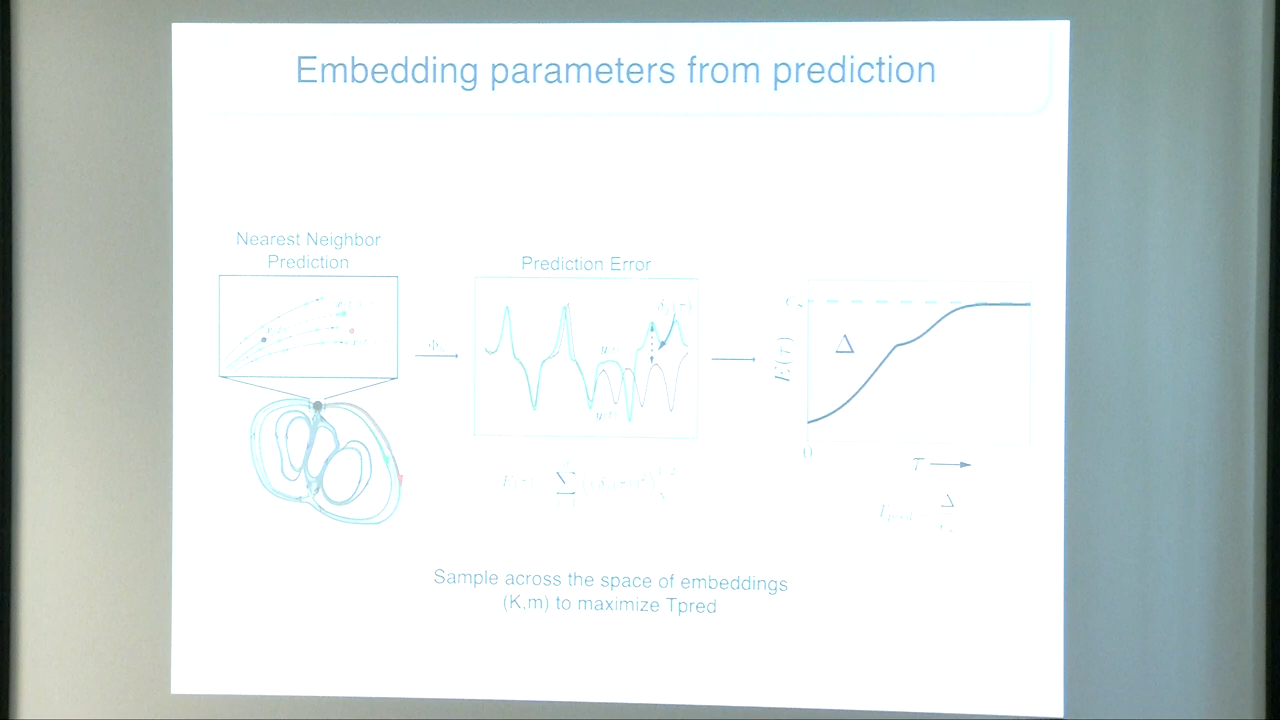 Embedding parameters from prediction
Nearest Neighbor
Prediction
Prediction Error
Δ
E(τ)
0
τ
Sample across the space of embeddings
(K,m) to maximize Tpred